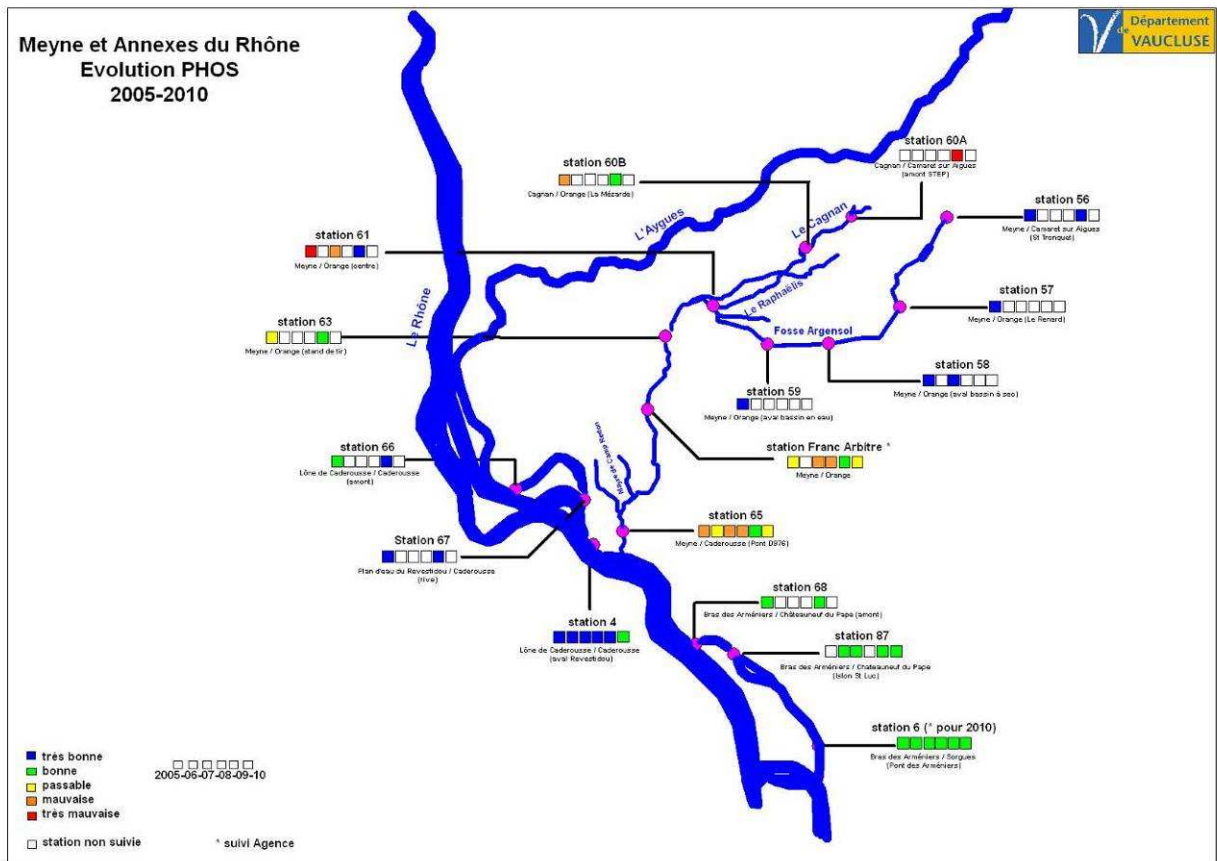 Meyne et Annexes du Rhône
Evolution PHOS
2005-2010
Département
de VAUCLUSE
station 60A
Cagnan / Camaret sur Aigues
(amont STEP)
station 60B
Cagnan / Orange (La Mézarde)
station 56
Meyne / Camaret sur Aigues
(St Tronquet)
Le Cagnan
L'Aygues
station 61
Meyne / Orange (centre)
Le Raphaëlis
station 57
Meyne / Orange (Le Renard)
Le Rhône
station 63
Meyne / Orange (stand de tir)
Fosse Argensol
station 58
Meyne / Orange (aval bassin à sec)
station 59
Meyne / Orange (aval bassin en eau)
station Franc Arbitre *
Meyne / Orange
station 66
Lône de Caderousse / Caderousse
(amont)
Mayre de Camp Redon
station 65
Meyne / Caderousse (Pont D976)
Station 67
Plan d'eau du Revestidou / Caderousse
(rive)
station 68
Bras des Arméniers / Châteauneuf du Pape (amont)
station 4
Lône de Caderousse / Caderousse
(aval Revestidou)
station 87
Bras des Arméniers / Chateauneuf du Pape
(Islon St Luc)
station 6 (* pour 2010)
Bras des Arméniers / Sorgues
(Pont des Arméniers)
très bonne
bonne
passable
mauvaise
très mauvaise
2005-06-07-08-09-10
station non suivie
* suivi Agence